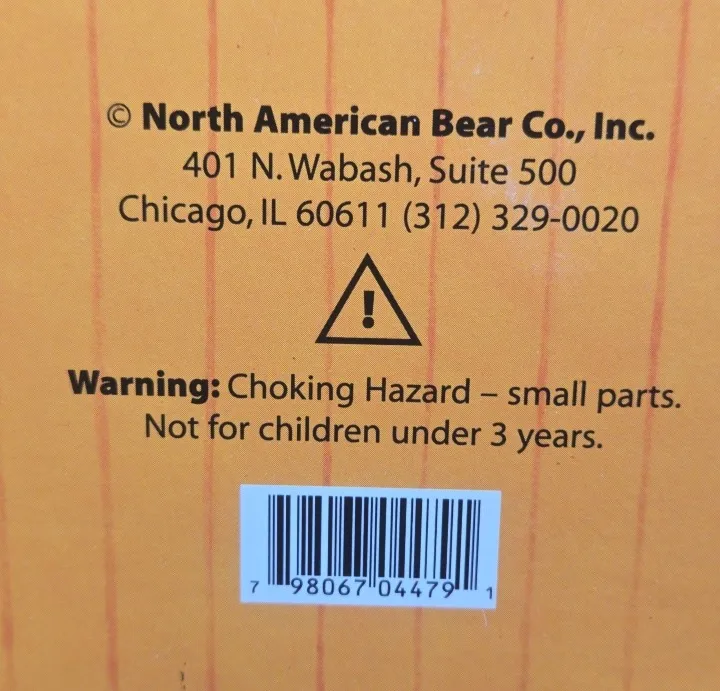 © North American Bear Co., Inc.
401 N. Wabash, Suite 500
Chicago, IL 60611 (312) 329-0020
Warning: Choking Hazard – small parts.
Not for children under 3 years.
7 98067 04479 1